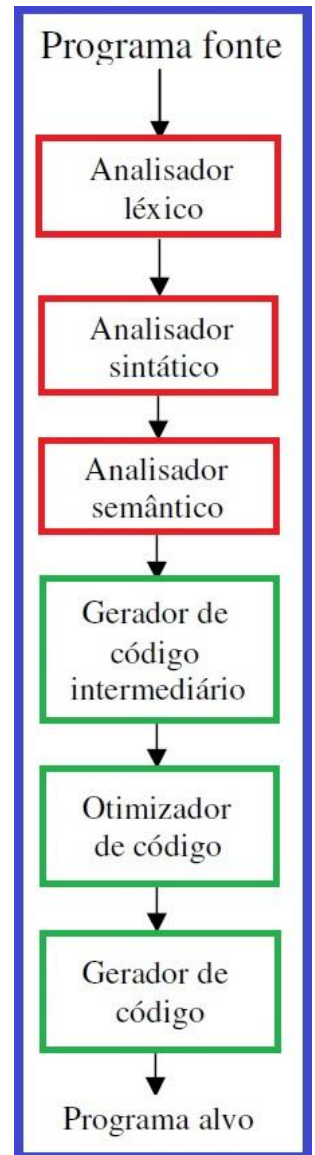 Programa fonte
Analisador
léxico
Analisador
sintático
Analisador
semântico
Gerador de
código
intermediário
Otimizador
de código
Gerador de
código
Programa alvo